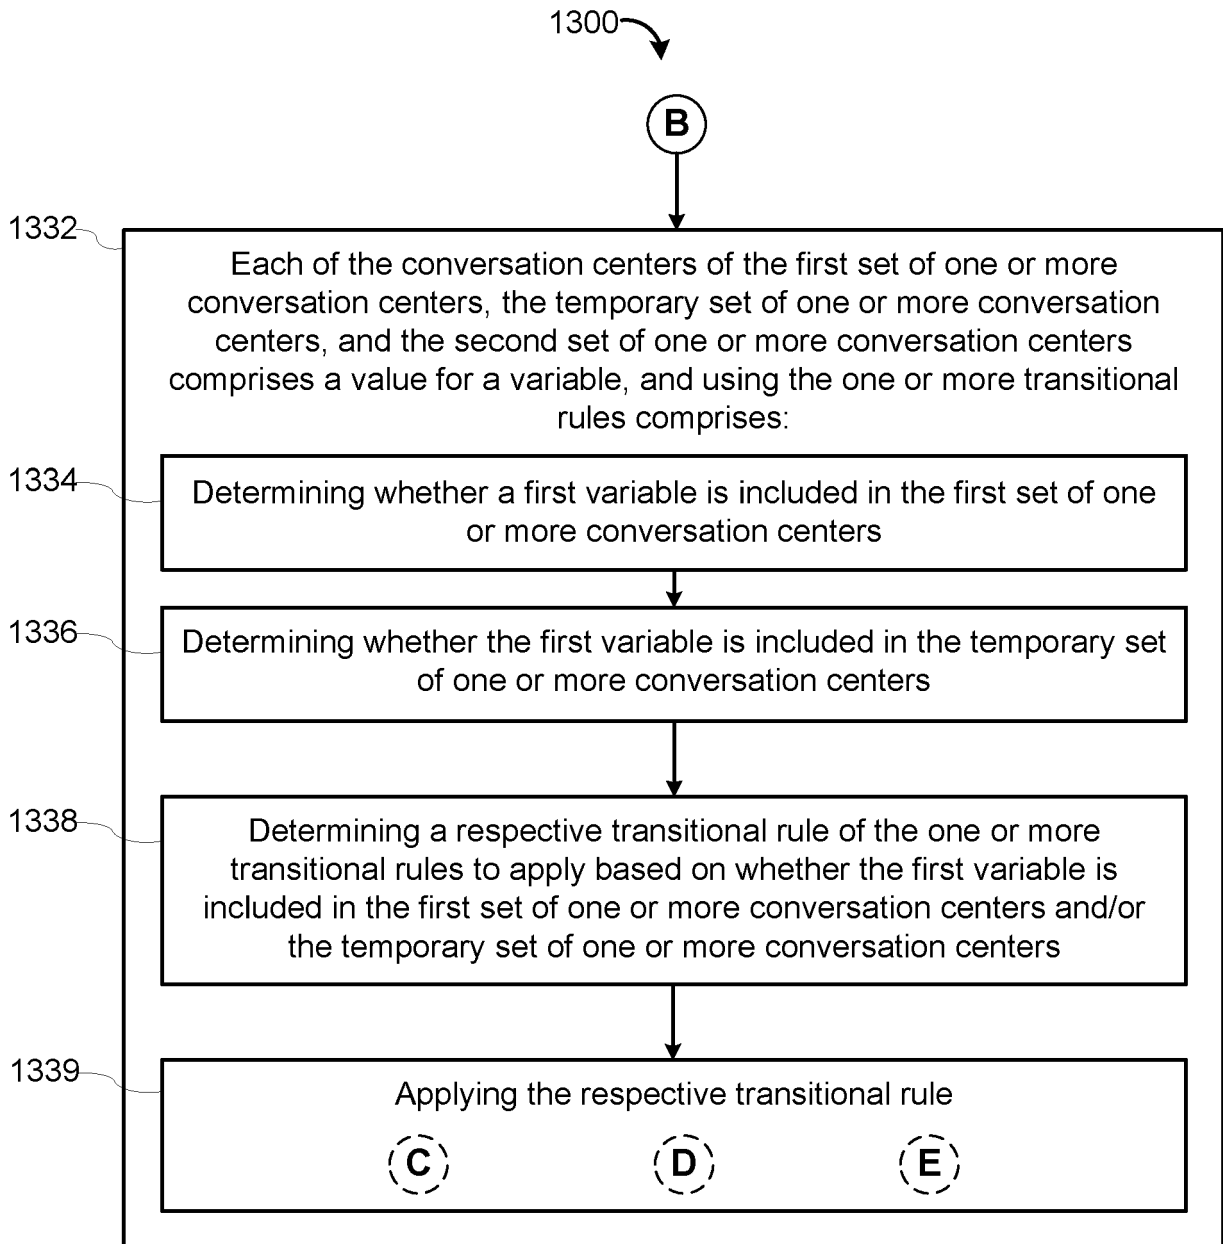 1300
B
1332
Each of the conversation centers of the first set of one or more
conversation centers, the temporary set of one or more conversation
centers, and the second set of one or more conversation centers
comprises a value for a variable, and using the one or more transitional
rules comprises:
1334
Determining whether a first variable is included in the first set of one
or more conversation centers
1336
Determining whether the first variable is included in the temporary set
of one or more conversation centers
1338
Determining a respective transitional rule of the one or more
transitional rules to apply based on whether the first variable is
included in the first set of one or more conversation centers and/or
the temporary set of one or more conversation centers
1339
Applying the respective transitional rule
C D E